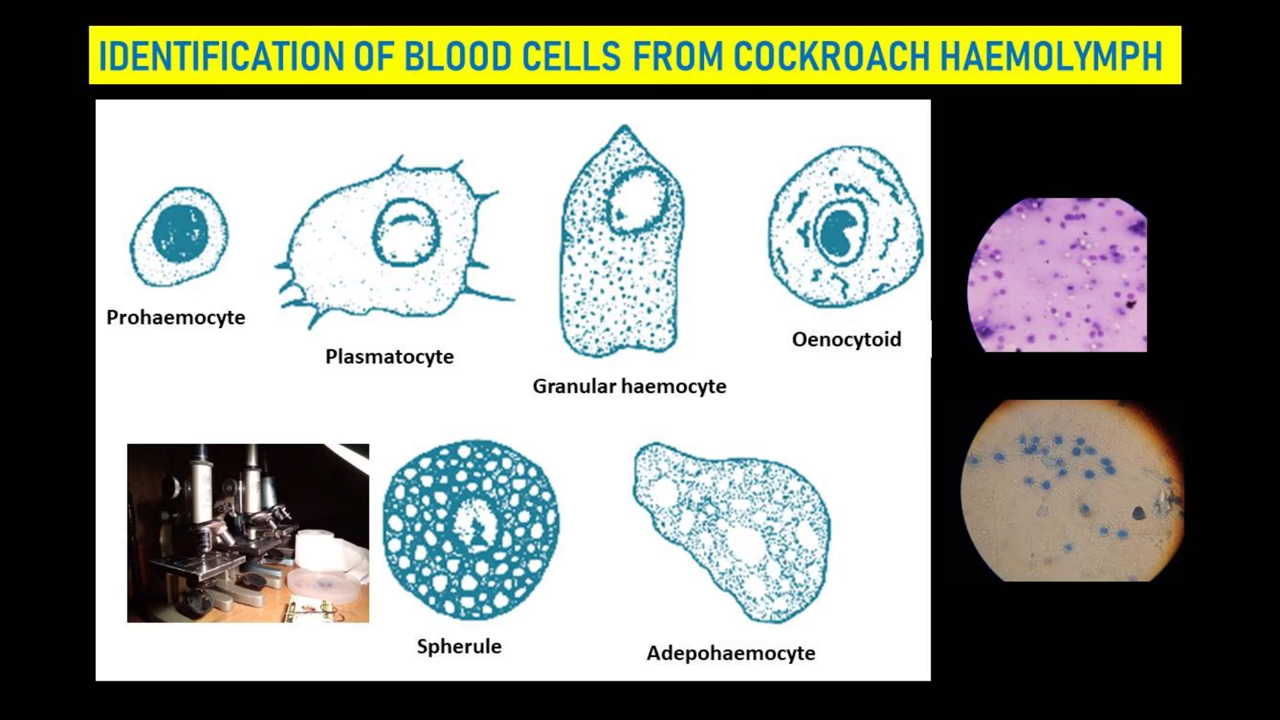 IDENTIFICATION OF BLOOD CELLS FROM COCKROACH HAEMOLYMPH
Prohaemocyte
Plasmatocyte
Granular haemocyte
Oenocytoid
Spherule
Adepohaemocyte